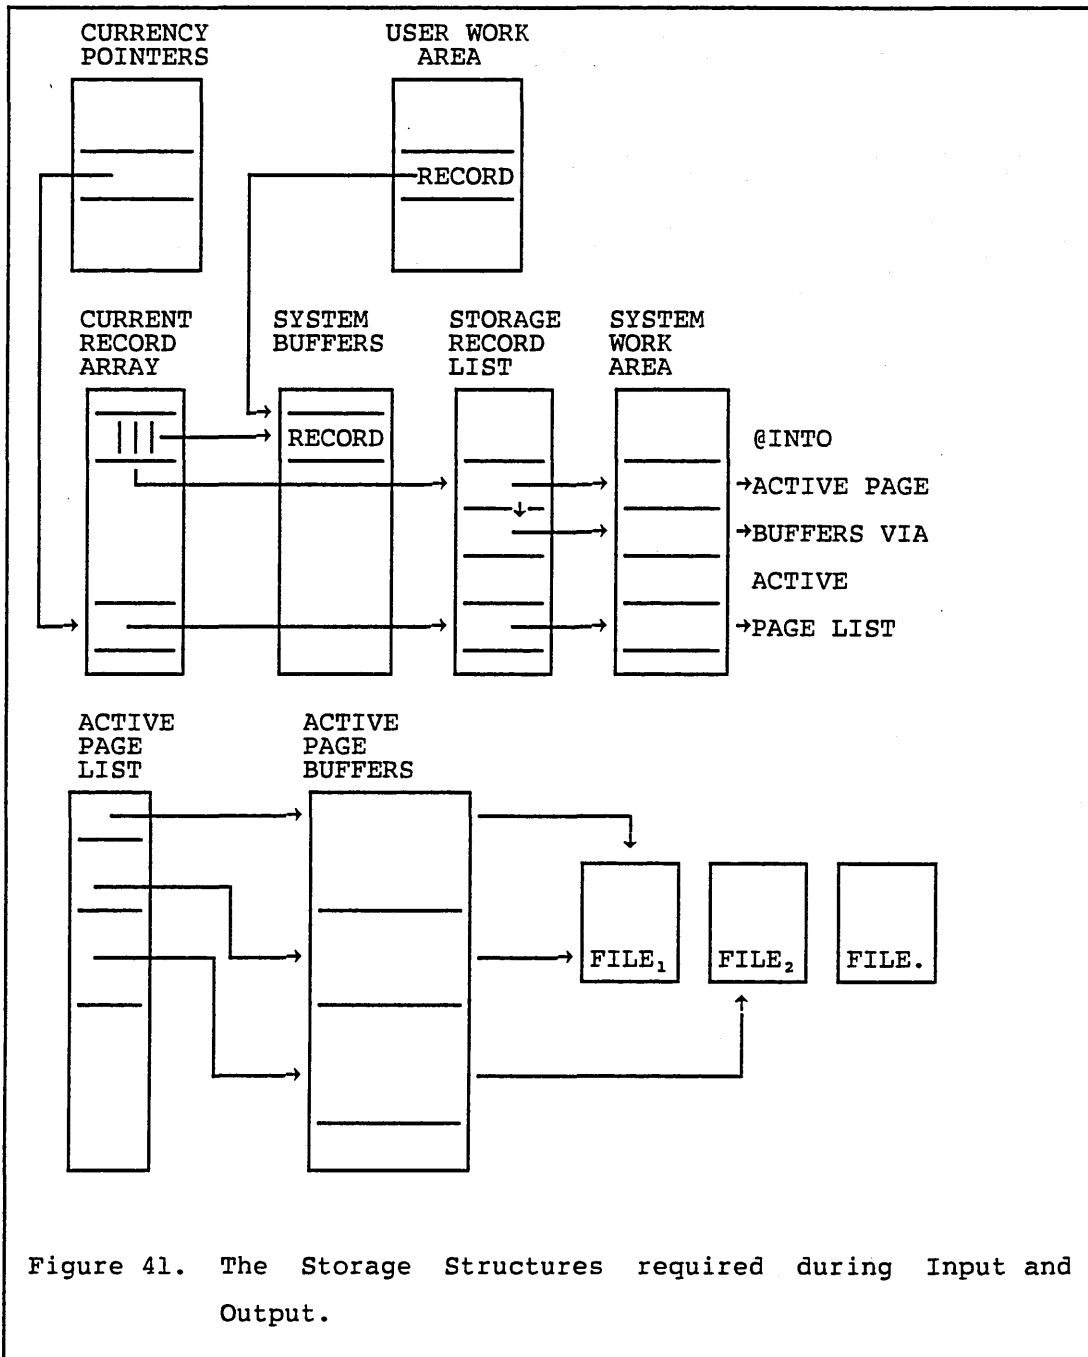 CURRENCY
POINTERS
USER WORK
AREA
RECORD
CURRENT
RECORD
ARRAY
SYSTEM
BUFFERS
STORAGE
RECORD
LIST
SYSTEM
WORK
AREA
RECORD
@INTO
ACTIVE PAGE
BUFFERS VIA
ACTIVE
PAGE LIST
ACTIVE
PAGE
LIST
ACTIVE
PAGE
BUFFERS
FILE₁
FILE₂
FILE.
Figure 41. The Storage Structures required during Input and
Output.